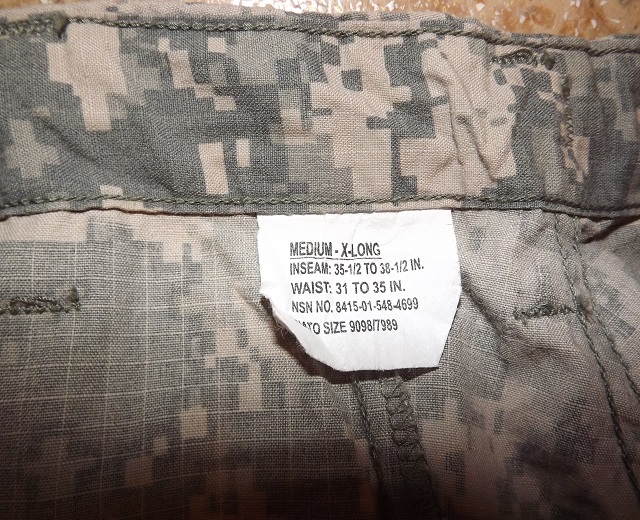 MEDIUM - X-LONG
INSEAM: 35-1/2 TO 38-1/2 IN.
WAIST: 31 TO 35 IN.
NSN NO. 8415-01-548-4699
ATO SIZE 9098/7989